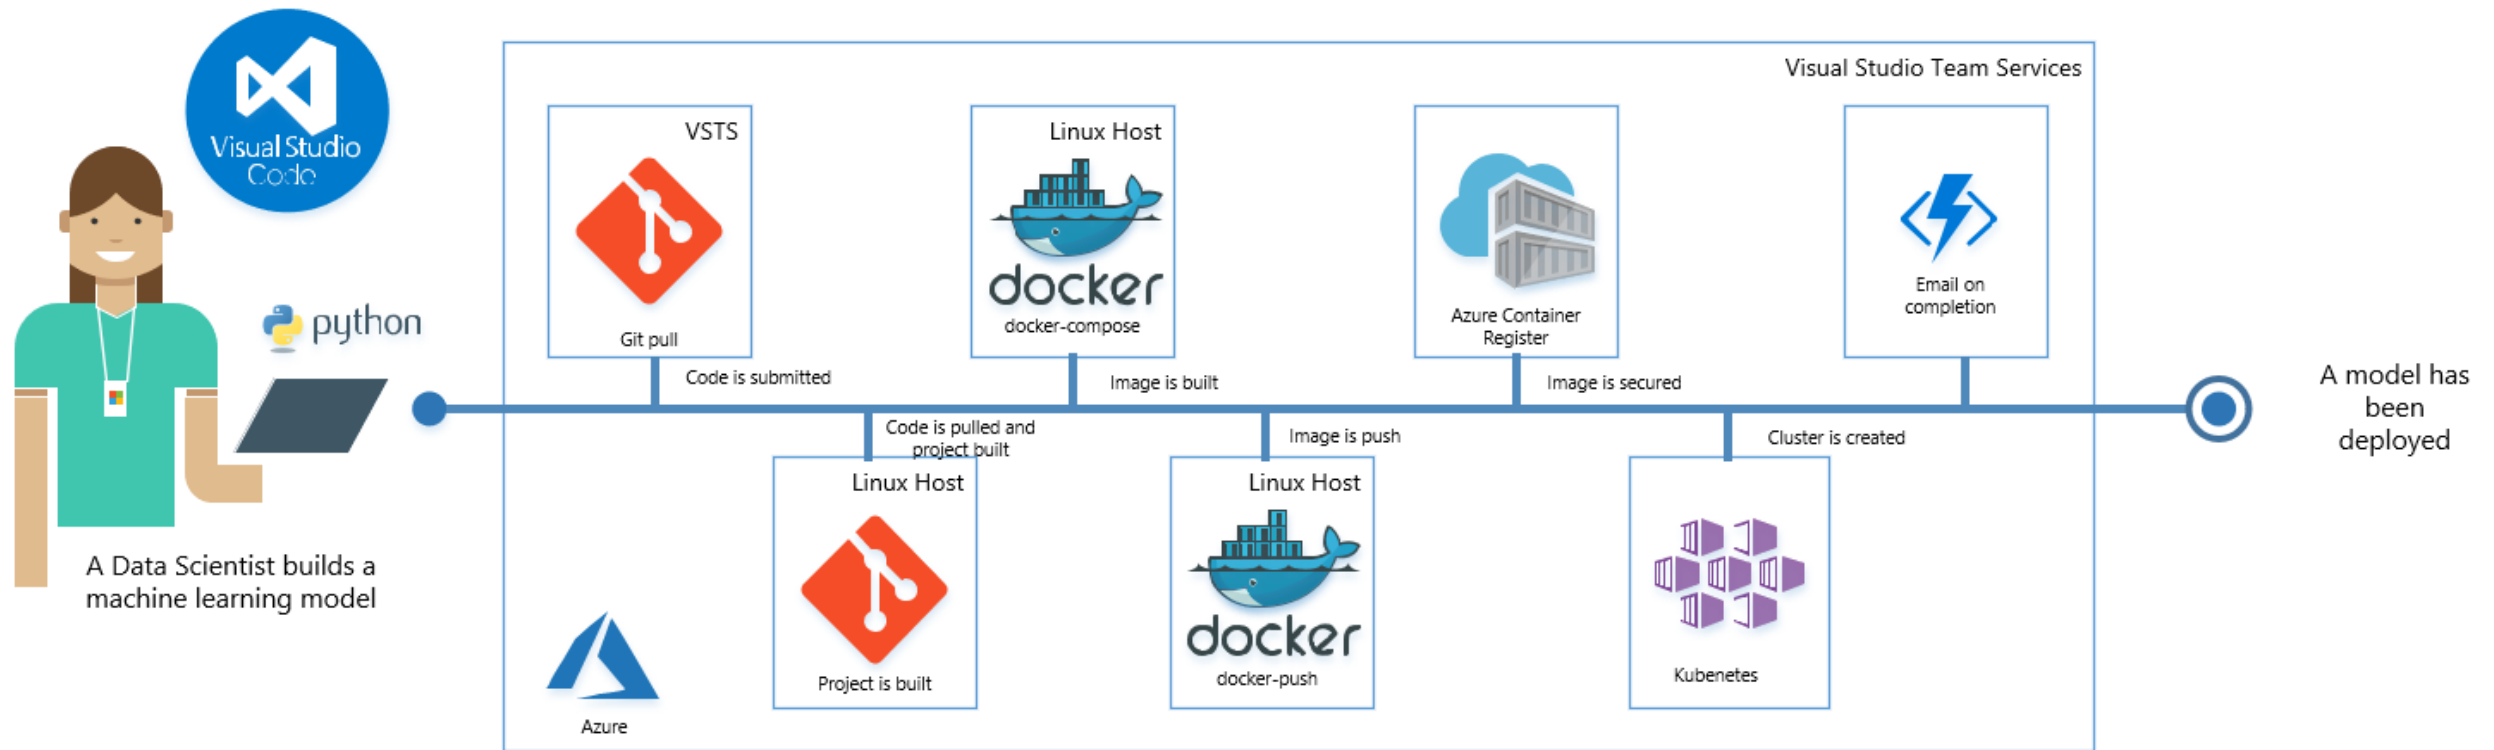 Visual Studio
Code
python
A Data Scientist builds a
machine learning model
Visual Studio Team Services
VSTS
Git pull
Code is submitted
Code is pulled and
project built
Linux Host
Project is built
Linux Host
docker
docker-compose
Image is built
Image is push
Linux Host
docker
docker-push
Azure Container
Register
Image is secured
Cluster is created
Kubenetes
Email on
completion
Azure
A model has
been
deployed